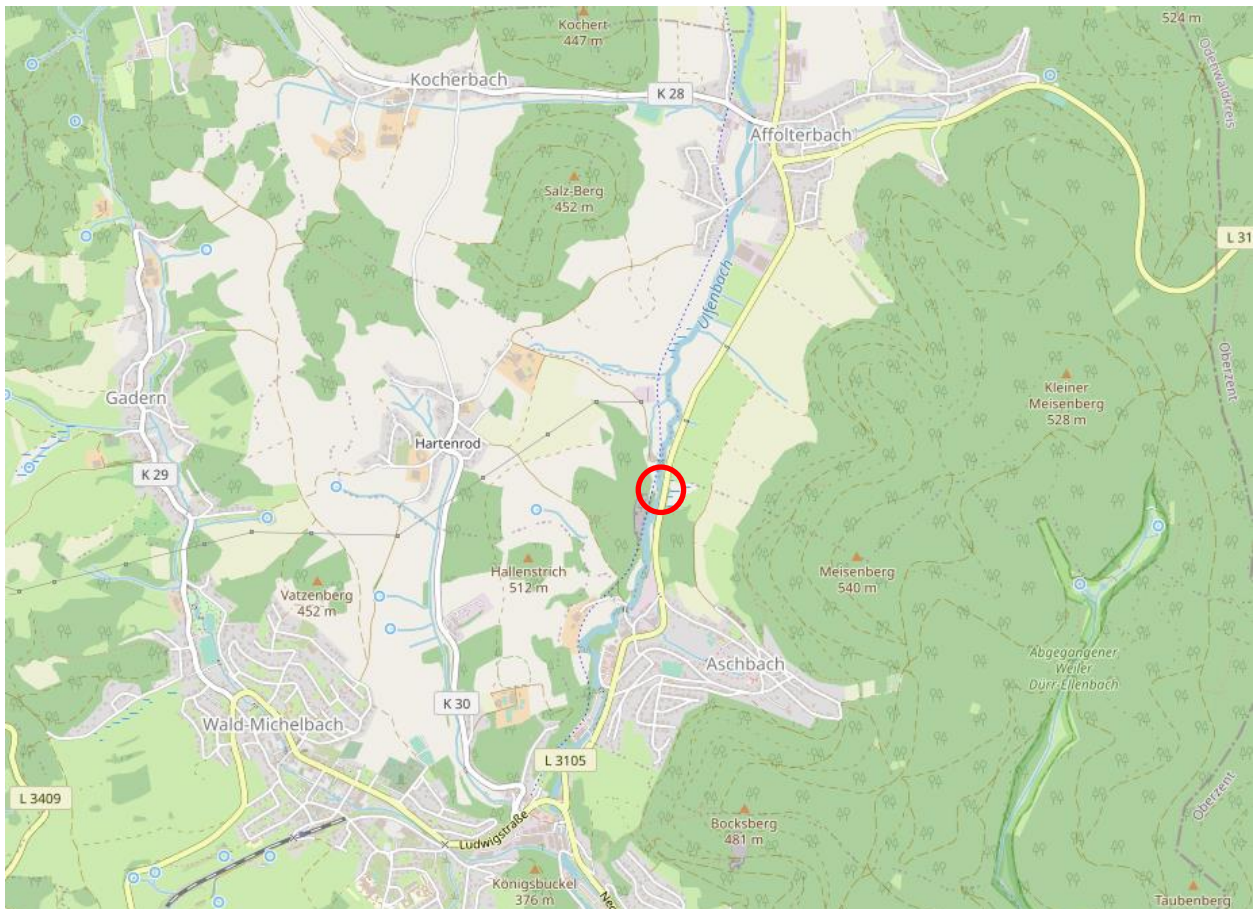 Kochert
447 m
524 m
Odenwaldkreis
Kocherbach
K 28
Affolterbach
Salz-Berg
452 m
L 31
Ulfenbach
Oberzent
Kleiner
Meisenberg
528 m
Gadern
Hartenrod
K 29
Hallenstrich
512 m
Meisenberg
540 m
Vatzenberg
452 m
Abgegangener
Weiler
Dürr-Ellenbach
Aschbach
K 30
Wald-Michelbach
L 3105
L 3409
Oberzent
Bocksberg
481 m
Ludwigstraße
Königsbuckel
376 m
Nec
Taubenberg